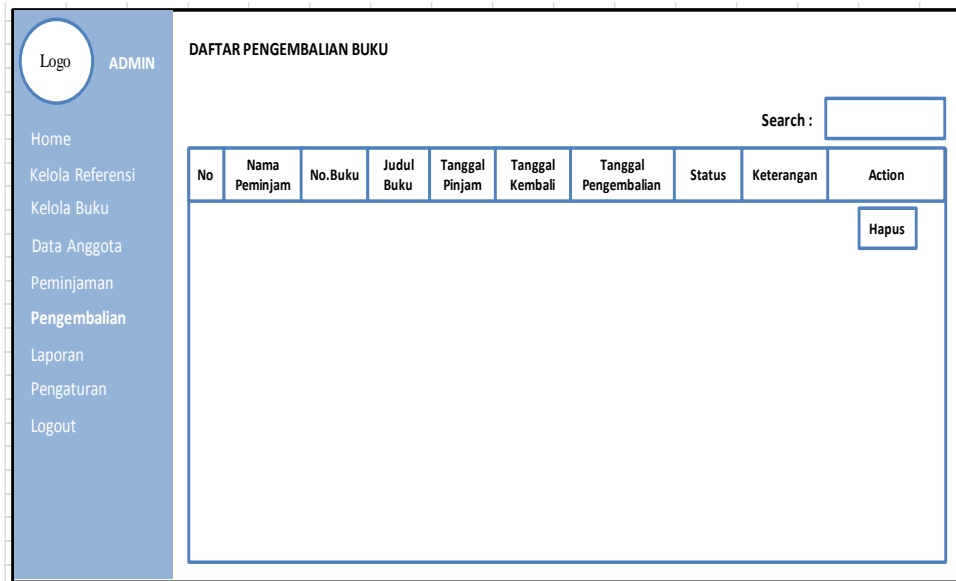 Logo
ADMIN
Home
Kelola Referensi
Kelola Buku
Data Anggota
Peminjaman
Pengembalian
Laporan
Pengaturan
Logout
DAFTAR PENGEMBALIAN BUKU
Search :
No
Nama
Peminjam
No.Buku
Judul
Buku
Tanggal
Pinjam
Tanggal
Kembali
Tanggal
Pengembalian
Status
Keterangan
Action
Hapus